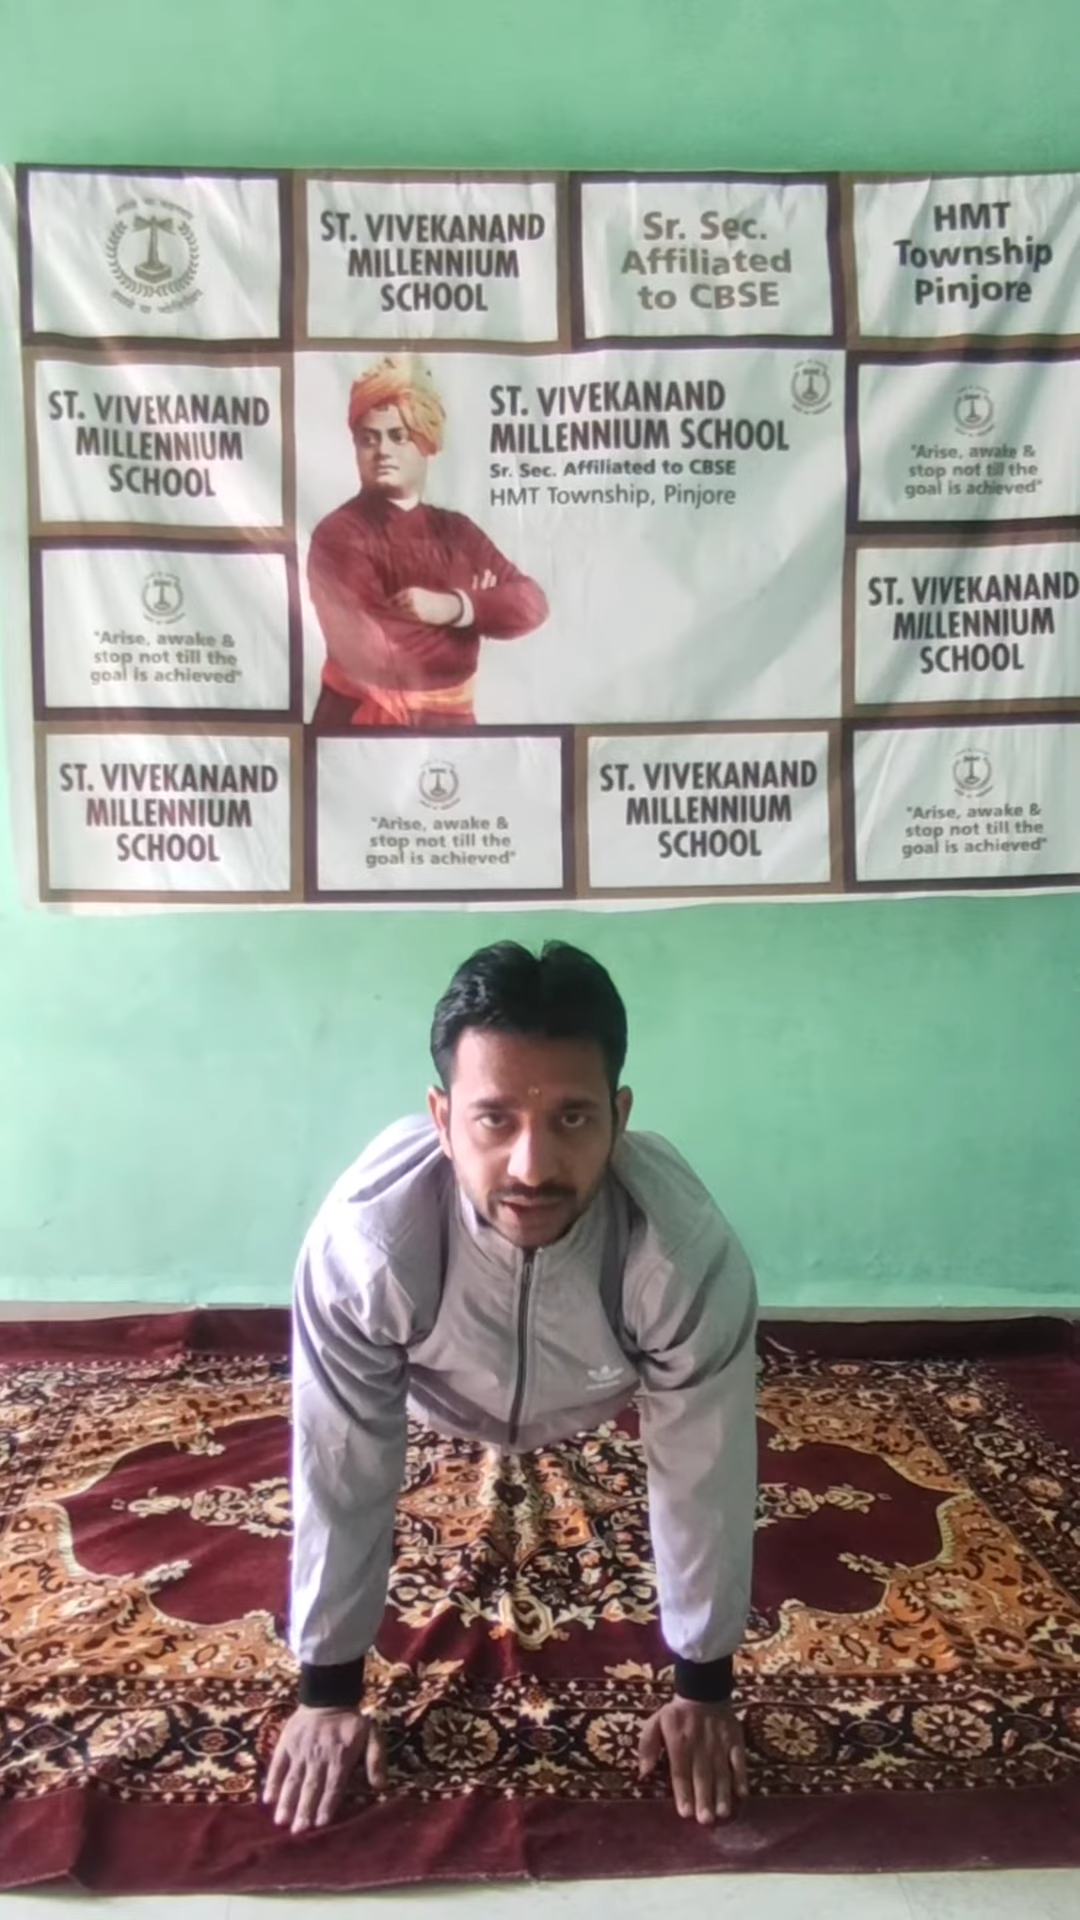 ST. VIVEKANAND
MILLENNIUM
SCHOOL
Sr. Sec.
Affiliated
to CBSE
HMT
Township
Pinjore
ST. VIVEKANAND
MILLENNIUM
SCHOOL
ST. VIVEKANAND
MILLENNIUM SCHOOL
Sr. Sec. Affiliated to CBSE
HMT Township, Pinjore
"Arise, awake &
stop not till the
goal is achieved"
"Arise, awake &
stop not till the
goal is achieved"
ST. VIVEKANAND
MILLENNIUM
SCHOOL
ST. VIVEKANAND
MILLENNIUM
SCHOOL
"Arise, awake &
stop not till the
goal is achieved"
ST. VIVEKANAND
MILLENNIUM
SCHOOL
"Arise, awake &
stop not till the
goal is achieved"